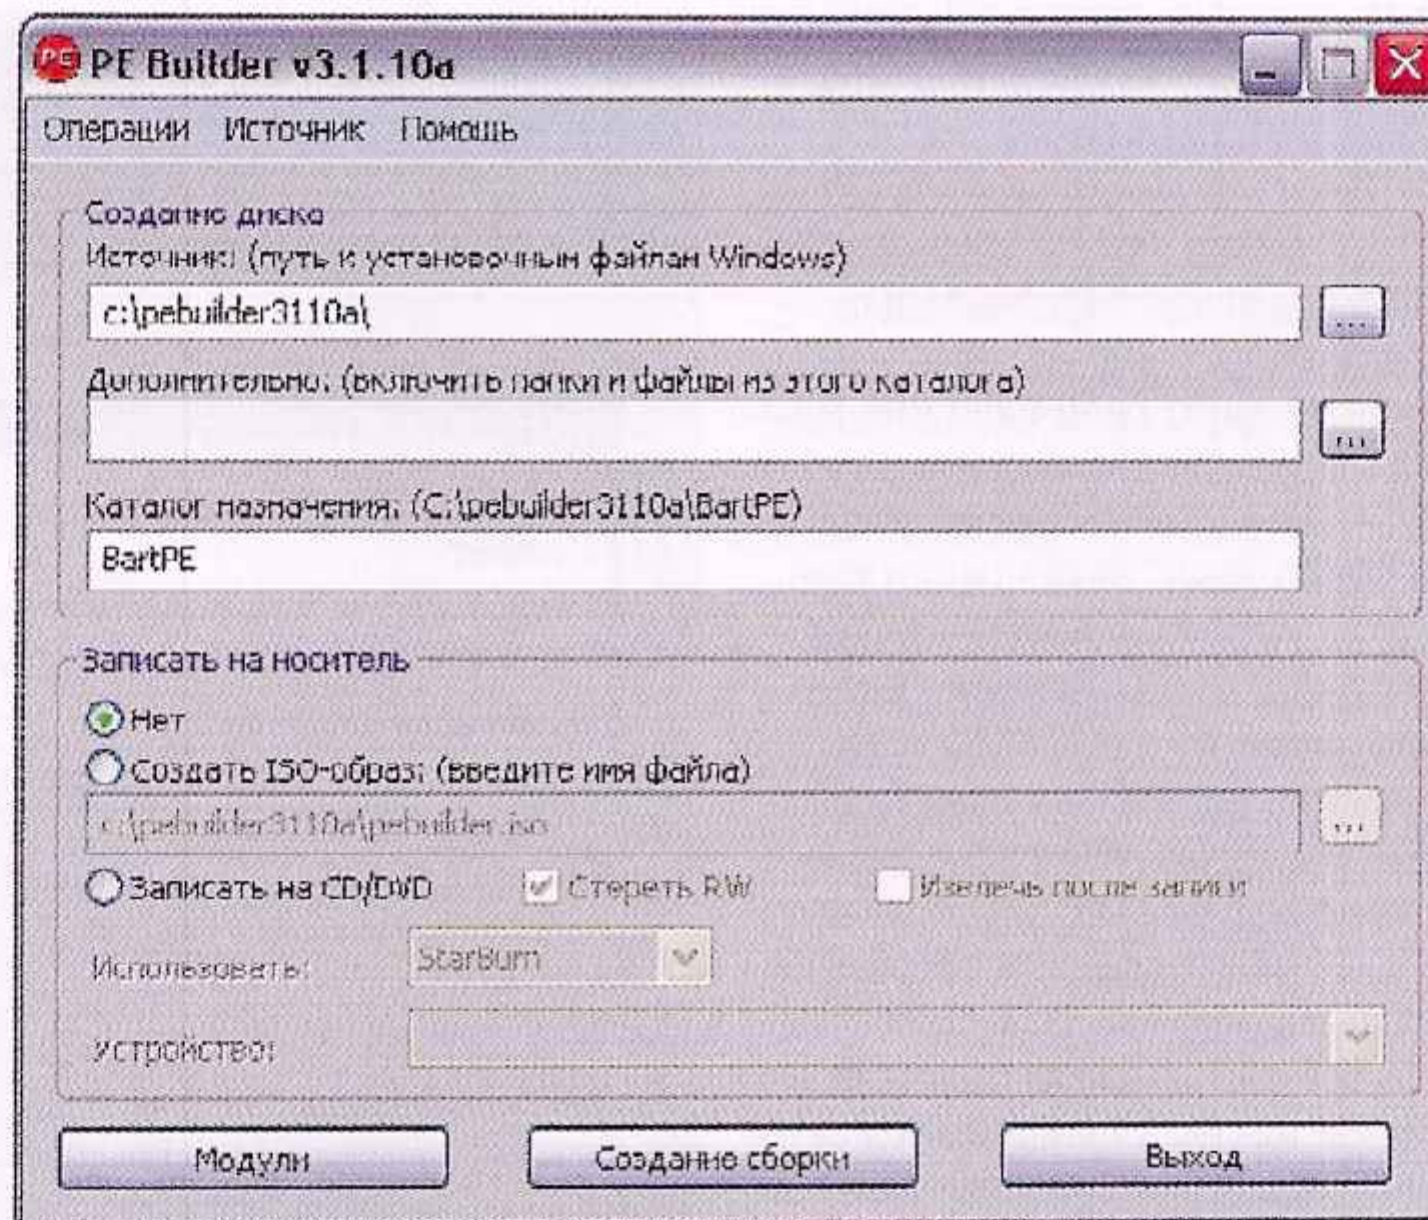 PE Builder v3.1.10a
Операции Источник Помощь
Создание диска
Источник: (путь к установочным файлам Windows)
c:\pebuilder3110a\
...
Дополнительно: (включить папки и файлы из этого каталога)
...
Каталог назначения: (C:\pebuilder3110a\BartPE)
BartPE
Записать на носитель
Нет
Создать ISO-образ: (введите имя файла)
c:\pebuilder3110a\pebuilder.iso
...
Записать на CD/DVD Стереть RW Извлечь после записи
Использовать: StarBurn
Устройство:
Модули Создание сборки Выход